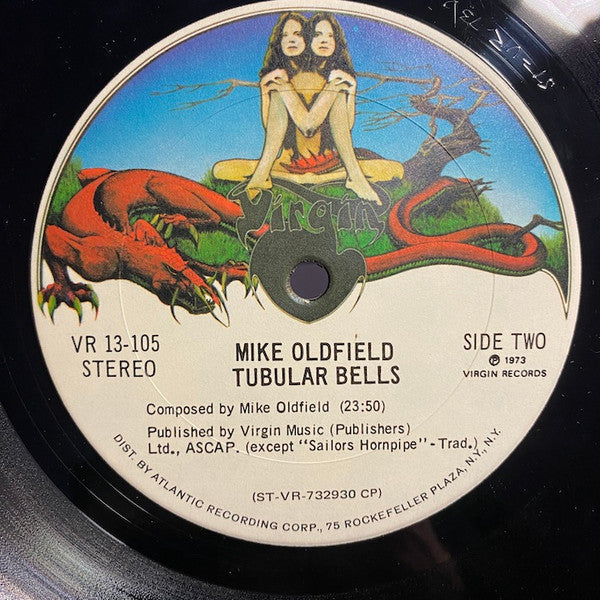 Virgin
VR 13-105
STEREO
MIKE OLDFIELD
TUBULAR BELLS
SIDE TWO
℗ 1973
VIRGIN RECORDS
Composed by Mike Oldfield (23:50)
Published by Virgin Music (Publishers)
Ltd., ASCAP. (except "Sailors Hornpipe" - Trad.)
(ST-VR-732930 CP)
DIST. BY ATLANTIC RECORDING CORP., 75 ROCKEFELLER PLAZA, N.Y., N.Y.